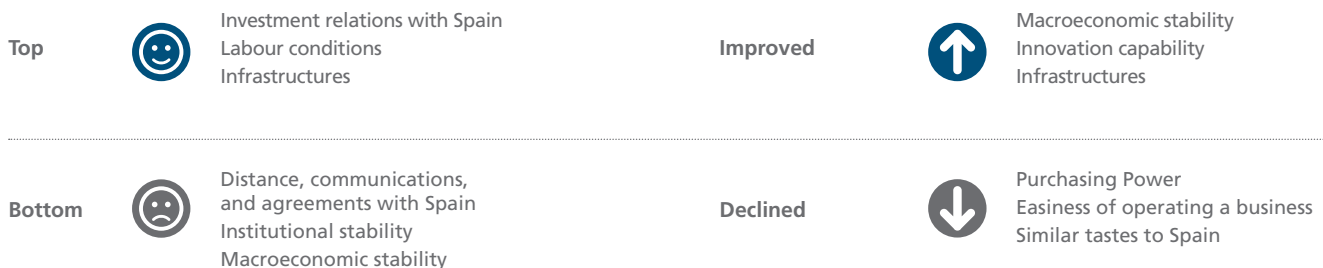 Top
Investment relations with Spain
Labour conditions
Infrastructures
Improved
Macroeconomic stability
Innovation capability
Infrastructures
Bottom
Distance, communications,
and agreements with Spain
Institutional stability
Macroeconomic stability
Declined
Purchasing Power
Easiness of operating a business
Similar tastes to Spain